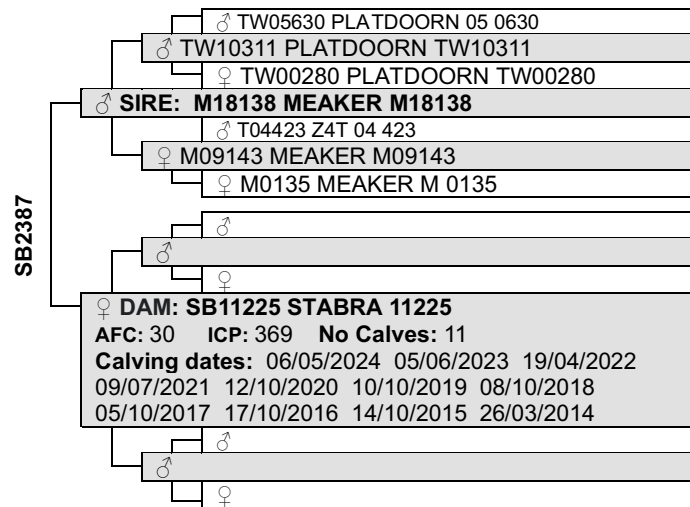 ♂ TW05630 PLATDOORN 05 0630
♂ TW10311 PLATDOORN TW10311
♀ TW00280 PLATDOORN TW00280
♂ SIRE: M18138 MEAKER M18138
♂ T04423 Z4T 04 423
♀ M09143 MEAKER M09143
♀ M0135 MEAKER M 0135
SB2387
♂
♂
♀
♀ DAM: SB11225 STABRA 11225
AFC: 30 ICP: 369 No Calves: 11
Calving dates: 06/05/2024 05/06/2023 19/04/2022
09/07/2021 12/10/2020 10/10/2019 08/10/2018
05/10/2017 17/10/2016 14/10/2015 26/03/2014
♂
♂
♀